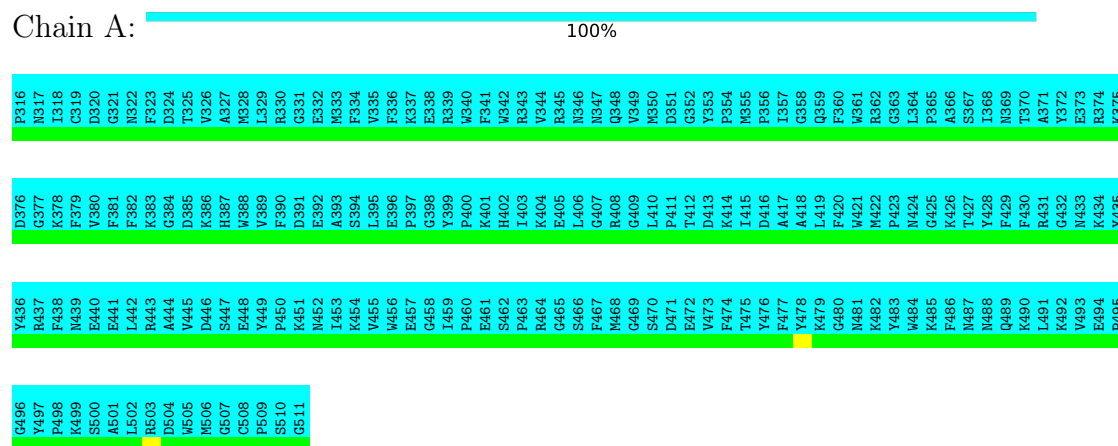 Chain A:
100%
P316 N317 I318 C319 D320 G321 N322 F323 D324 T325 V326 A327 M328 L329 R330 G331 E332 M333 F334 V335 F336 K337 E338 R339 W340 F341 W342 R343 V344 R345 N346 N347 Q348 V349 M350 D351 G352 Y353 P354 M355 P356 I357 G358 Q359 F360 W361 R362 G363 L364 P365 A366 S367 I368 N369 T370 A371 Y372 E373 R374 K375
D376 G377 K378 F379 V380 F381 F382 K383 G384 D385 K386 H387 W388 V389 F390 D391 E392 A393 S394 L395 E396 P397 G398 Y399 P400 K401 H402 I403 K404 E405 L406 G407 R408 G409 L410 P411 T412 D413 K414 I415 D416 A417 A418 L419 F420 W421 M422 P423 N424 G425 K426 T427 Y428 F429 F430 R431 G432 N433 K434 Y435
Y436 R437 F438 N439 E440 E441 L442 R443 A444 V445 D446 S447 E448 Y449 P450 K451 N452 I453 K454 V455 W456 E457 G458 I459 P460 E461 S462 P463 R464 G465 S466 F467 M468 G469 S470 D471 E472 V473 F474 T475 Y476 F477 Y478 K479 G480 N481 K482 Y483 W484 K485 F486 N487 N488 Q489 K490 L491 K492 V493 E494 P495
G496 Y497 P498 K499 S500 A501 L502 R503 D504 W505 M506 G507 C508 P509 S510 G511